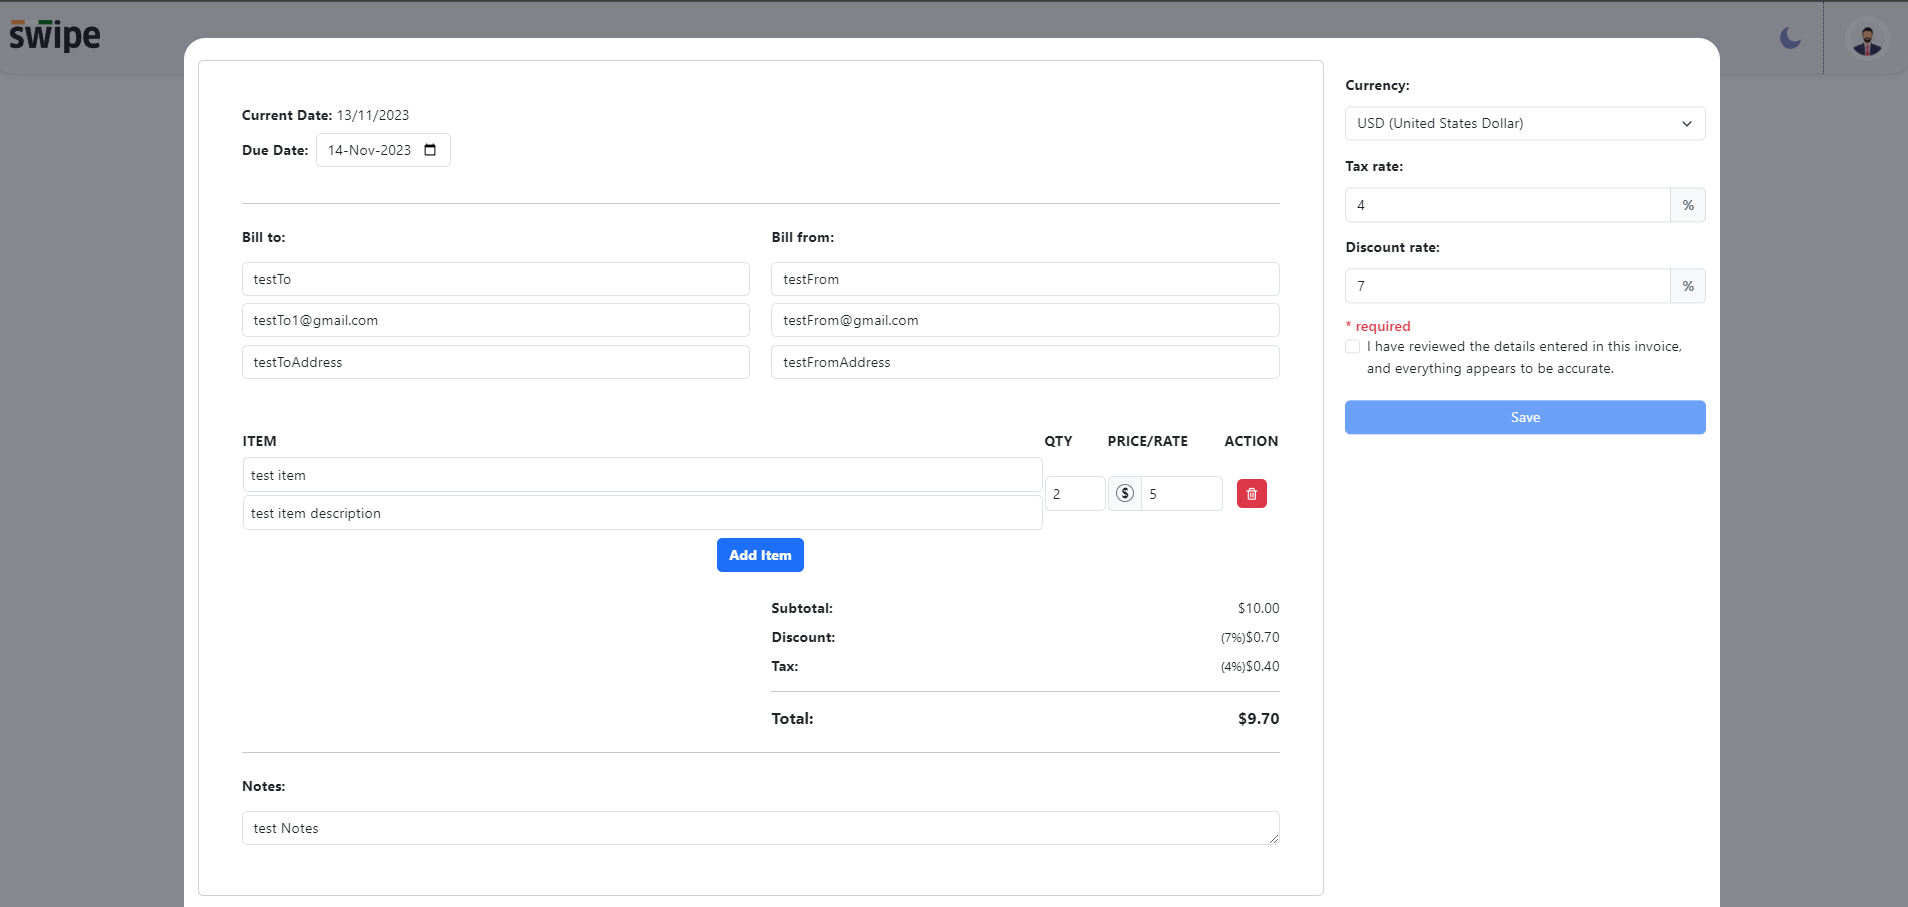 swipe
Current Date: 13/11/2023
Due Date: 14-Nov-2023
Bill to:
testTo
testTo1@gmail.com
testToAddress
Bill from:
testFrom
testFrom@gmail.com
testFromAddress
ITEM QTY PRICE/RATE ACTION
test item
test item description
2 $ 5
Add Item
Subtotal: $10.00
Discount: (7%)$0.70
Tax: (4%)$0.40
Total: $9.70
Notes:
test Notes
Currency:
USD (United States Dollar)
Tax rate:
4 %
Discount rate:
7 %
* required
I have reviewed the details entered in this invoice,
and everything appears to be accurate.
Save